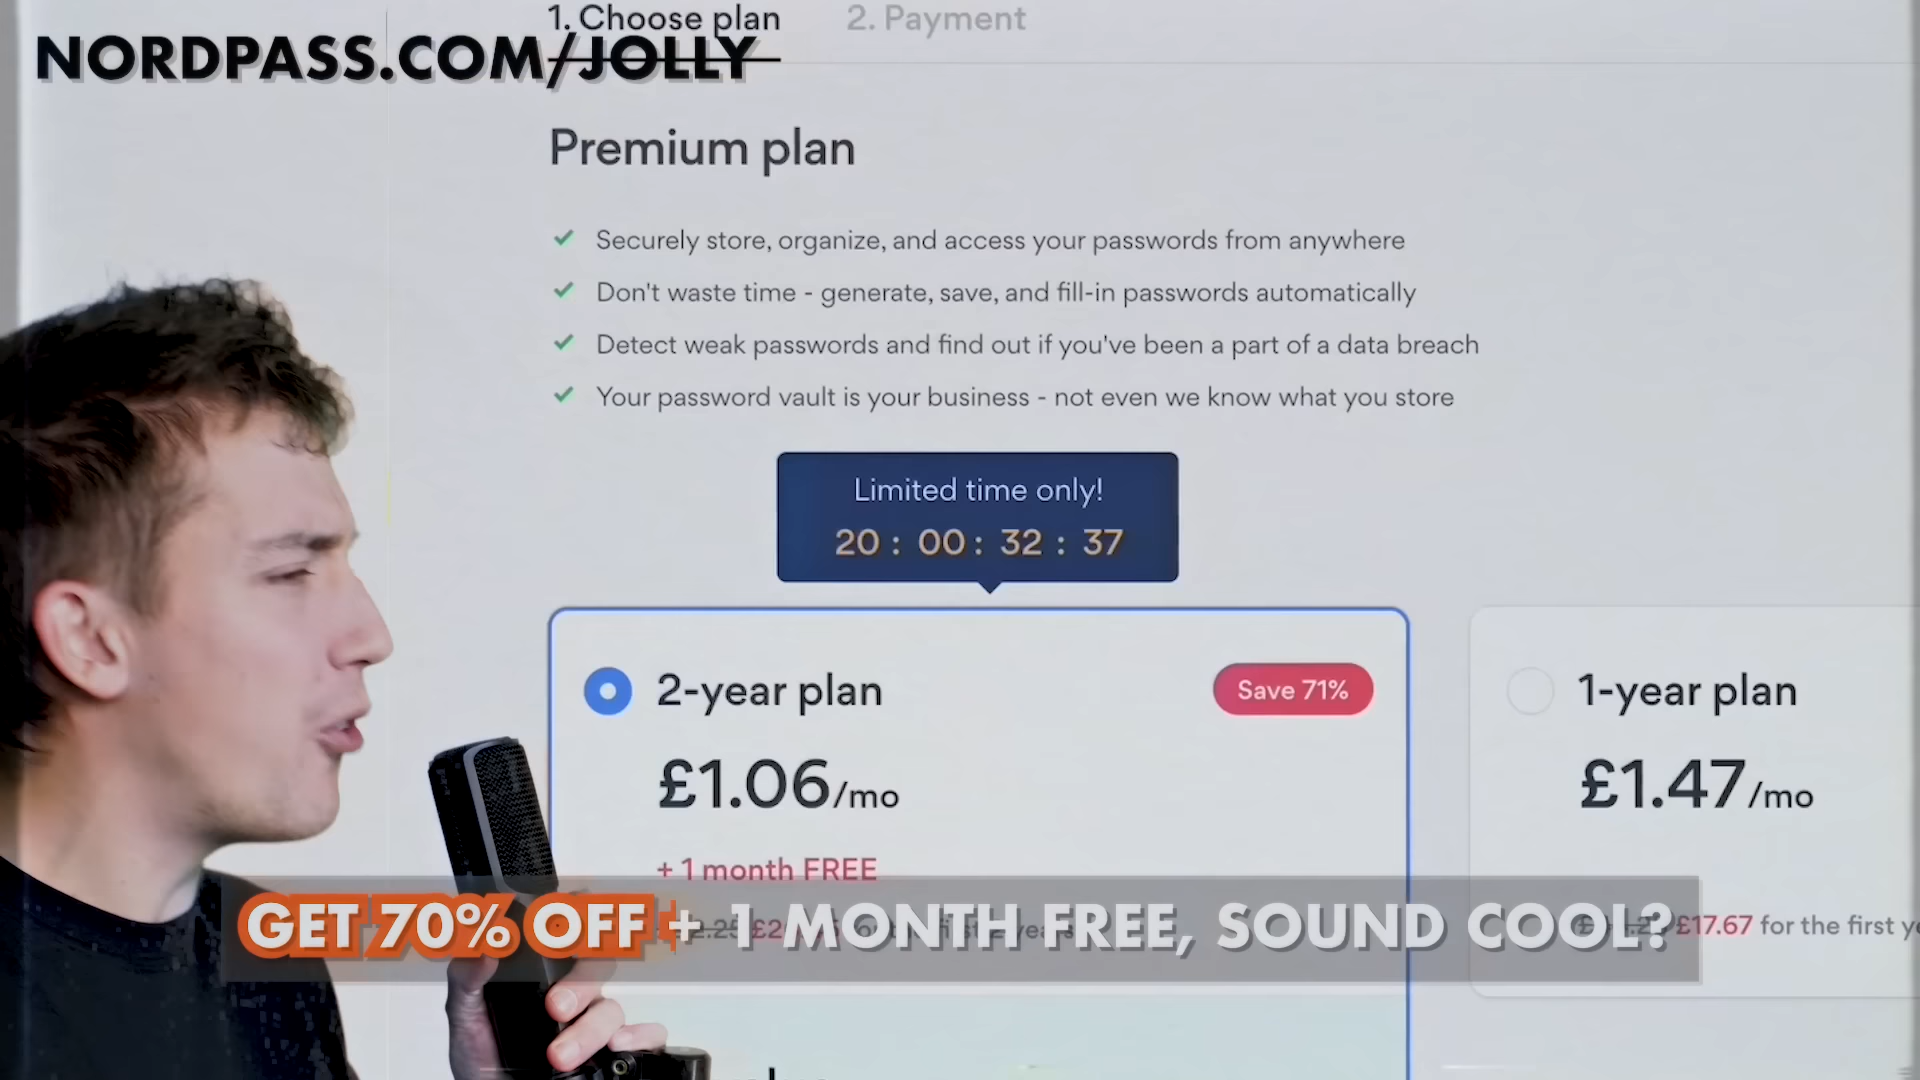 1. Choose plan
2. Payment
NORDPASS.COM/JOLLY
Premium plan
Securely store, organize, and access your passwords from anywhere
Don't waste time - generate, save, and fill-in passwords automatically
Detect weak passwords and find out if you've been a part of a data breach
Your password vault is your business - not even we know what you store
Limited time only!
20 : 00 : 32 : 37
2-year plan
Save 71%
£1.06/mo
+ 1 month FREE
1-year plan
£1.47/mo
£17.67 for the first
GET 70% OFF + 1 MONTH FREE, SOUND COOL?